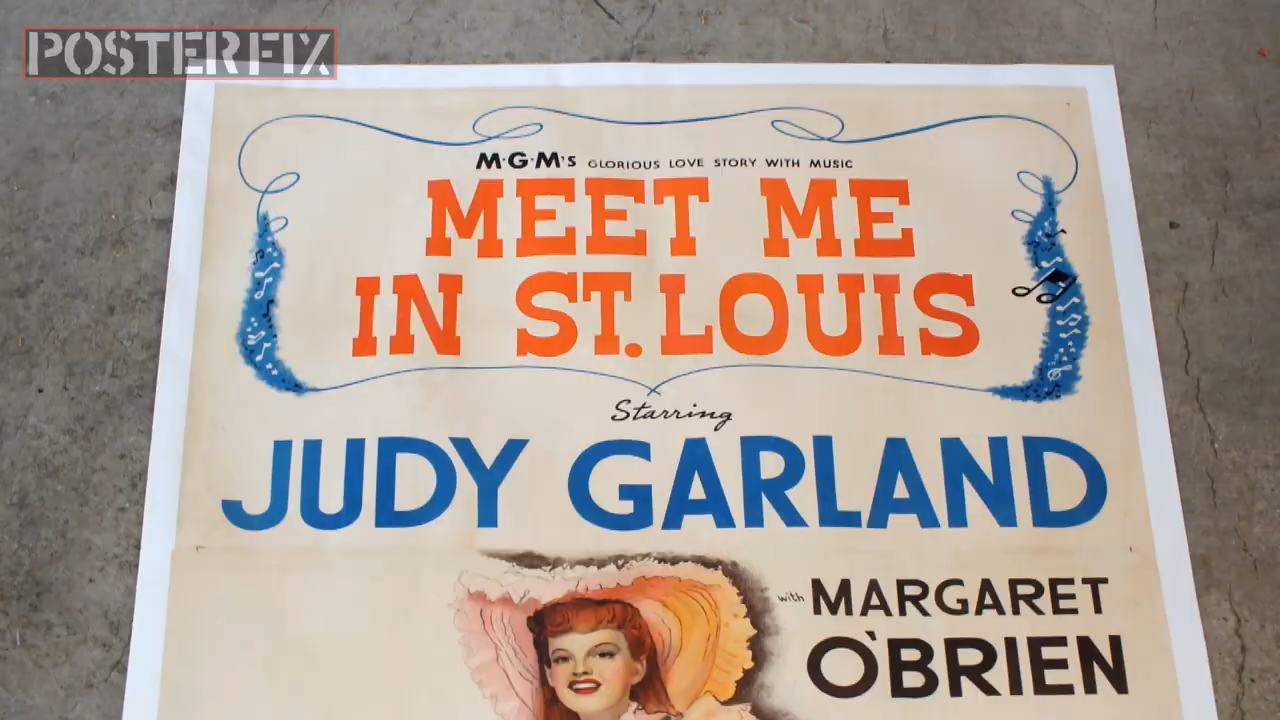 POSTERFIX
M·G·M's GLORIOUS LOVE STORY WITH MUSIC
MEET ME
IN ST. LOUIS
Starring
JUDY GARLAND
with MARGARET
O'BRIEN